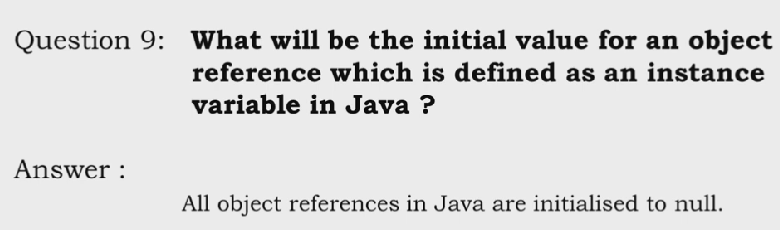 Question 9: What will be the initial value for an object
reference which is defined as an instance
variable in Java ?
Answer :
All object references in Java are initialised to null.